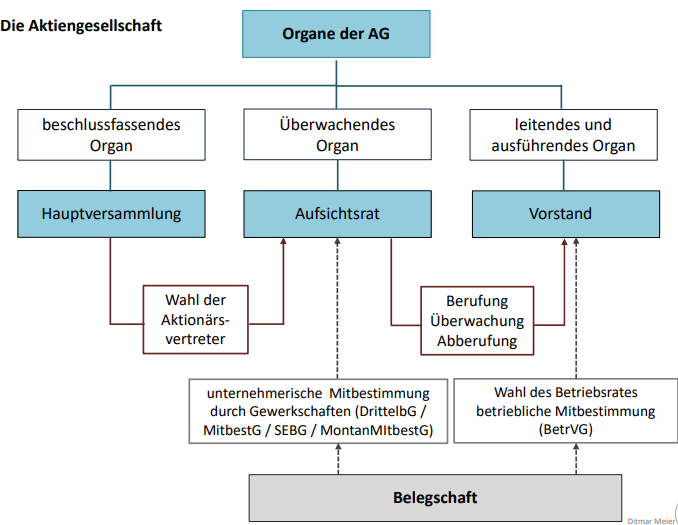 Die Aktiengesellschaft
Organe der AG
beschlussfassendes
Organ
Überwachendes
Organ
leitendes und
ausführendes Organ
Hauptversammlung
Aufsichtsrat
Vorstand
Wahl der
Aktionärs-
vertreter
Berufung
Überwachung
Abberufung
unternehmerische Mitbestimmung
durch Gewerkschaften (DrittelbG /
MitbestG / SEBG / MontanMItbestG)
Wahl des Betriebsrates
betriebliche Mitbestimmung
(BetrVG)
Belegschaft
Ditmar Meier